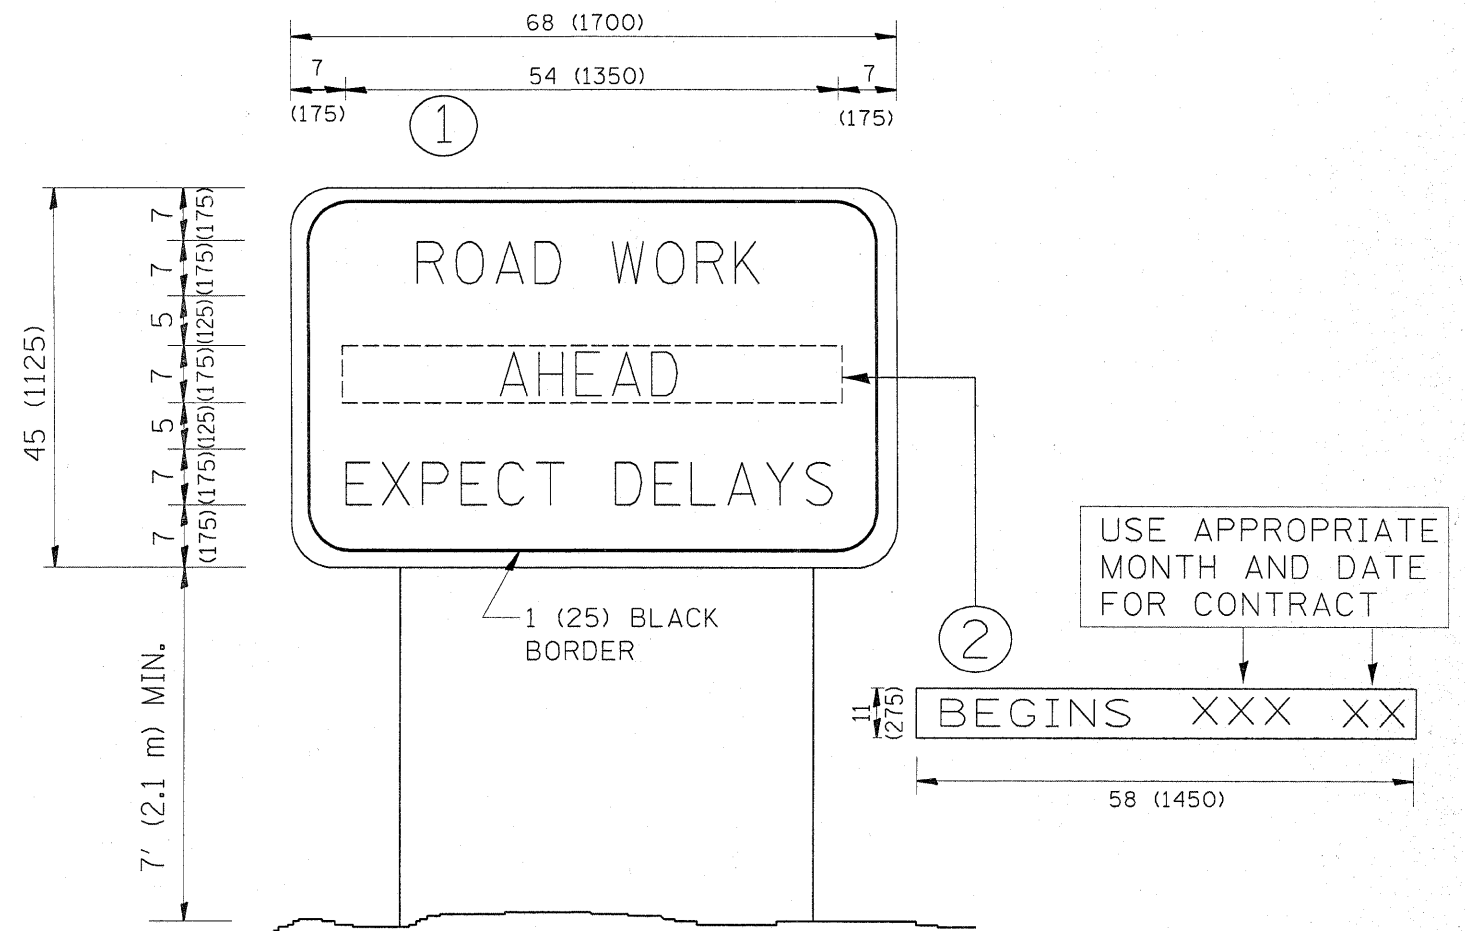 68 (1700)
7
54 (1350)
7
(175)
(175)
1
7
(175)
7
(175)
5
(125)
7
(175)
5
(125)
7
(175)
7
(175)
45 (1125)
ROAD WORK
AHEAD
EXPECT DELAYS
1 (25) BLACK
BORDER
7' (2.1 m) MIN.
2
USE APPROPRIATE
MONTH AND DATE
FOR CONTRACT
11
(275)
BEGINS XXX XX
58 (1450)